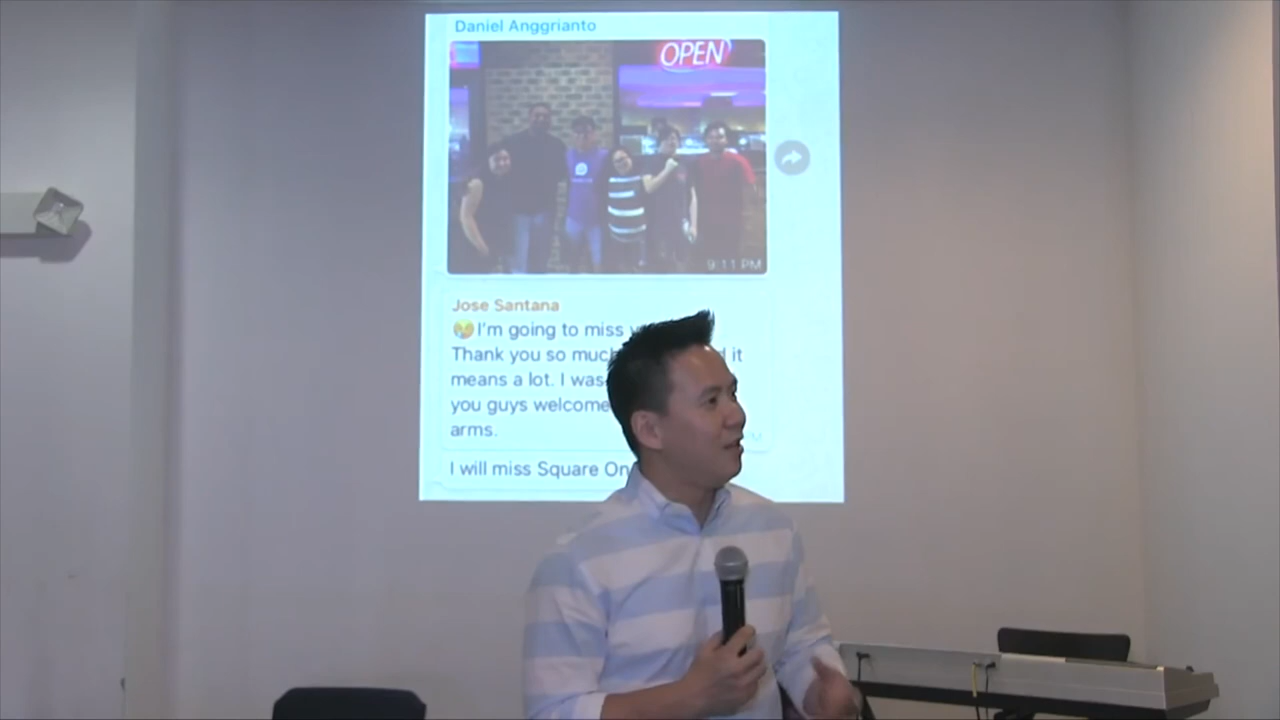 Daniel Anggrianto
OPEN
9:11 PM
Jose Santana
I'm going to miss
Thank you so much it
means a lot. I was
you guys welcome
arms.
I will miss Square